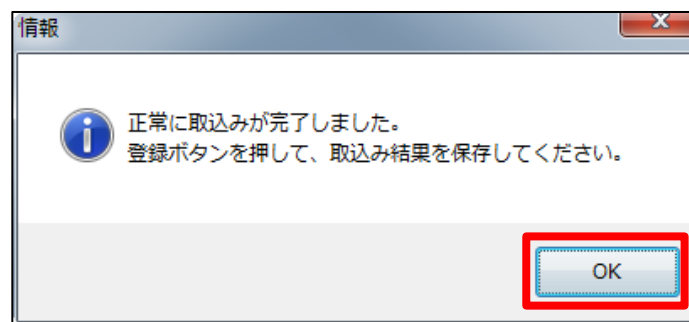 情報
正常に取込みが完了しました。
登録ボタンを押して、取込み結果を保存してください。
OK